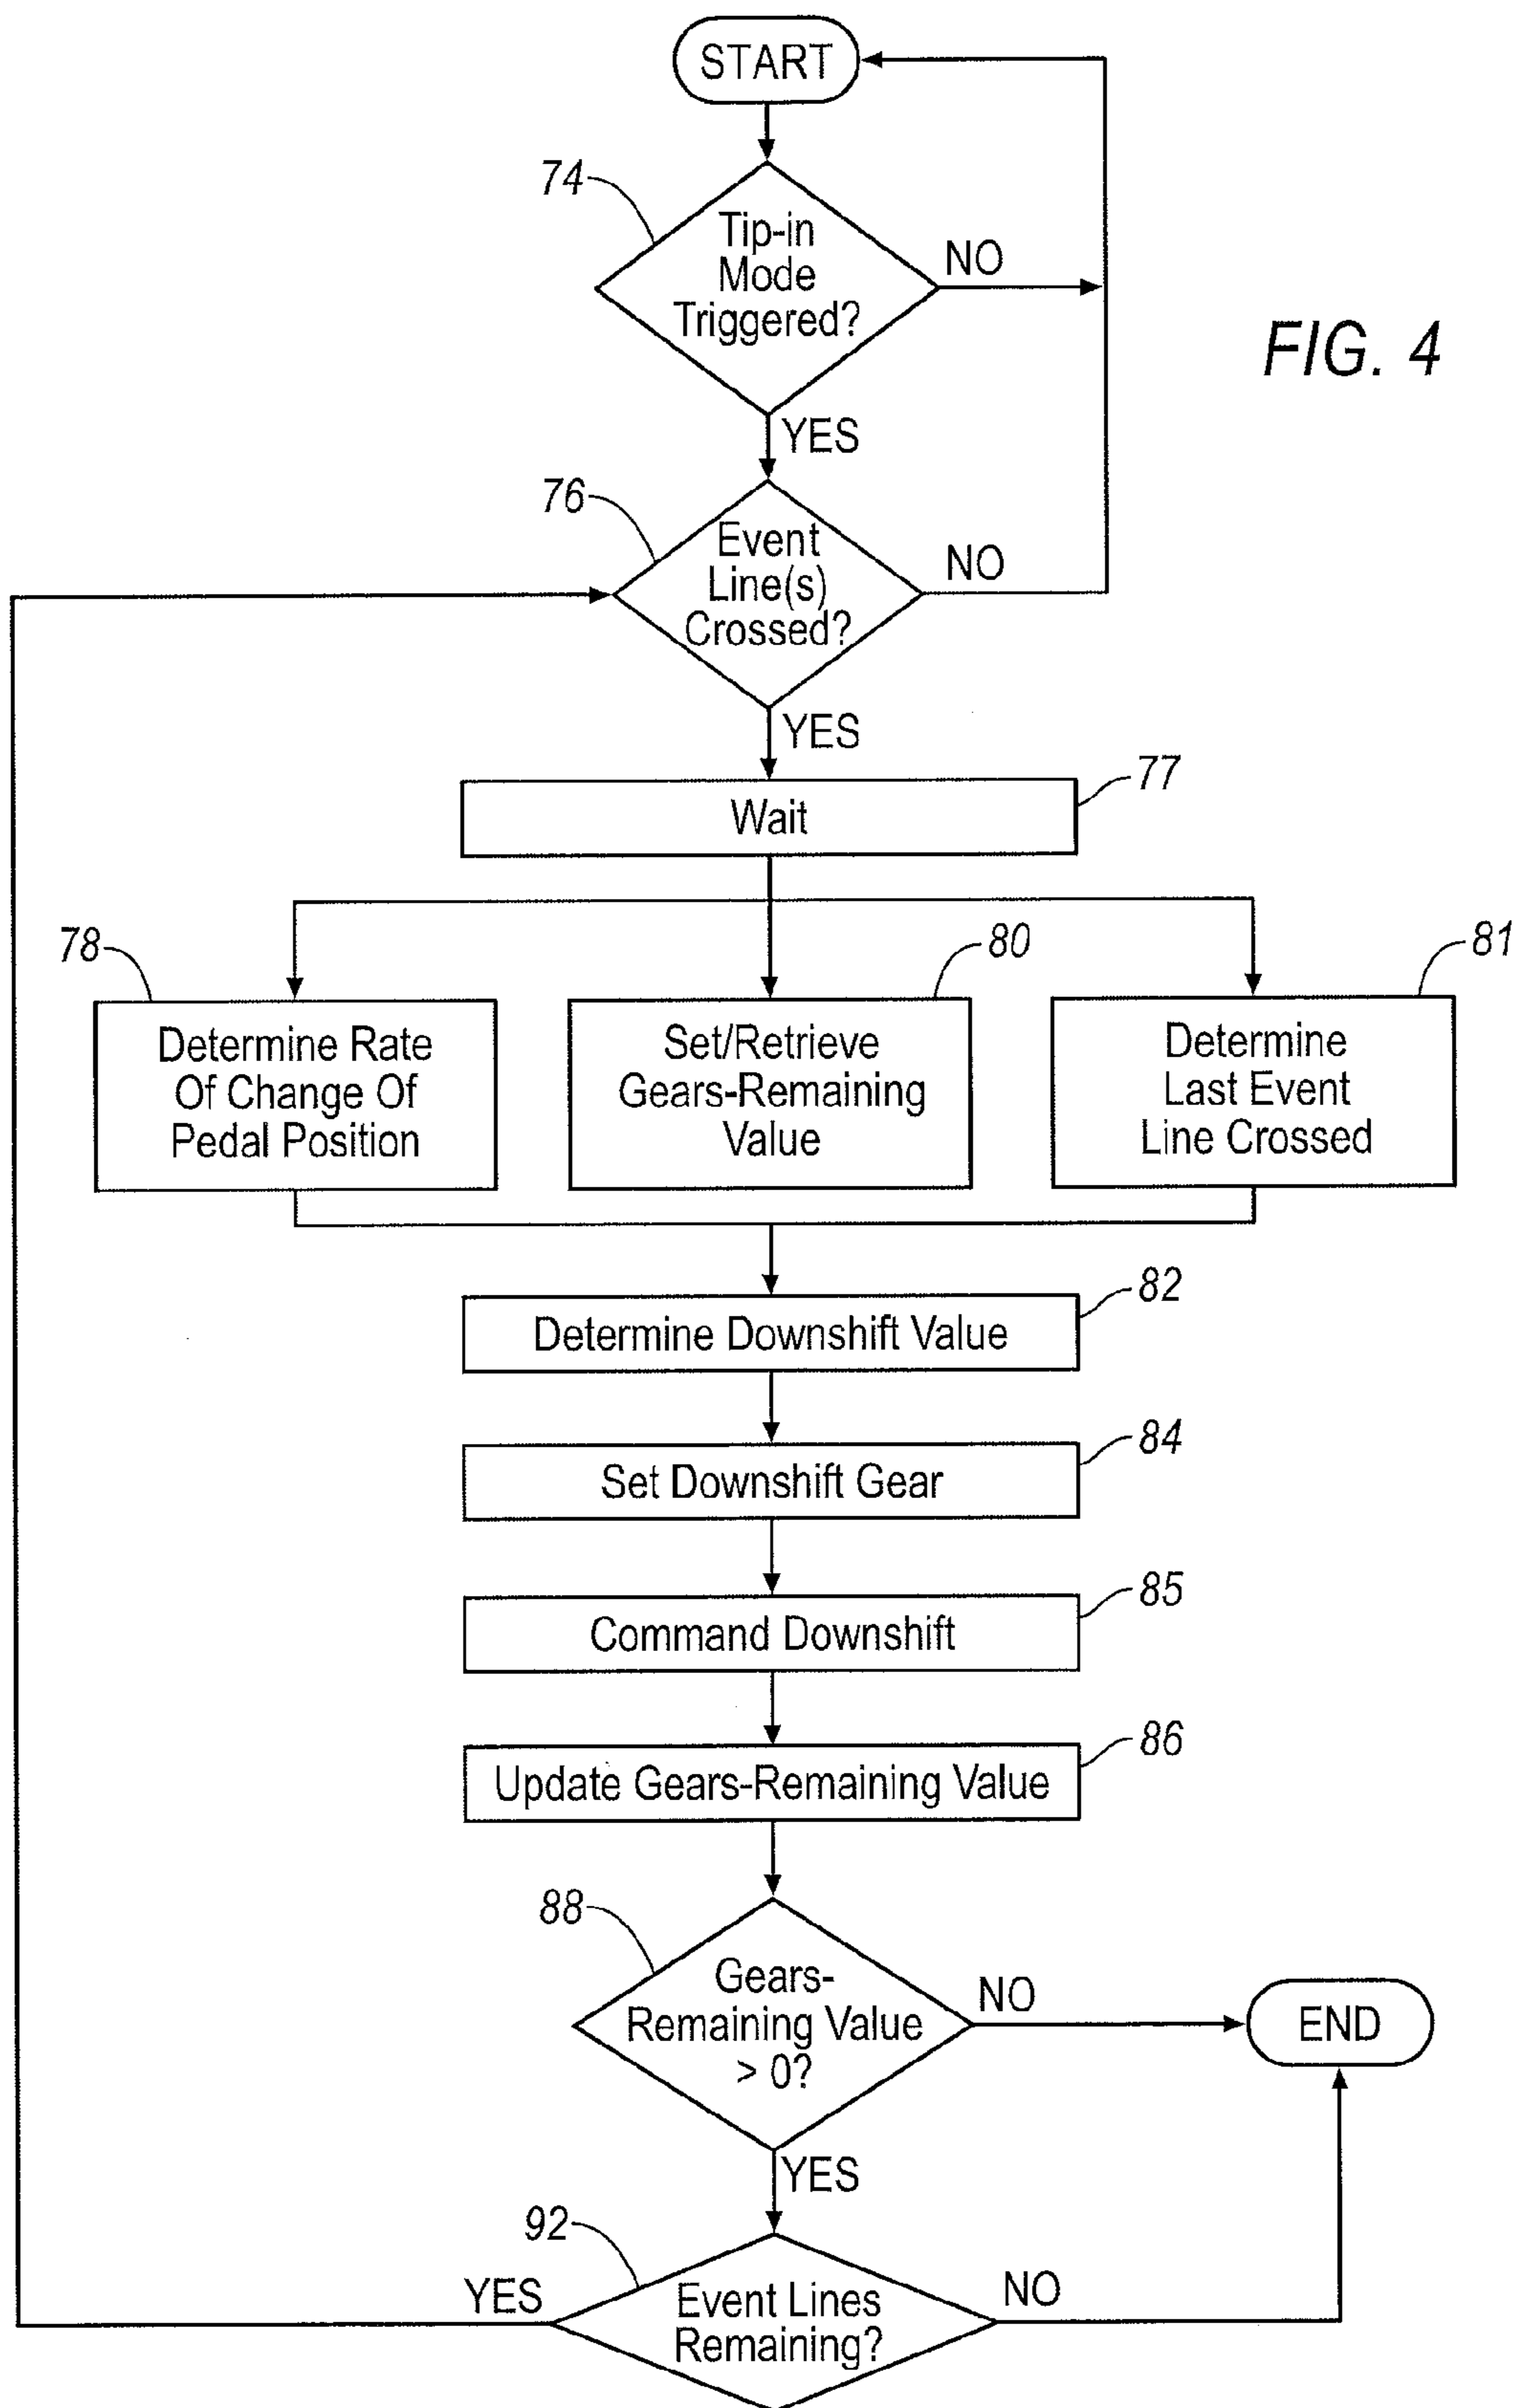 START
74
Tip-in
Mode
Triggered?
NO
FIG. 4
YES
76
Event
Line(s)
Crossed?
NO
YES
77
Wait
78
80
81
Determine Rate
Of Change Of
Pedal Position
Set/Retrieve
Gears-Remaining
Value
Determine
Last Event
Line Crossed
82
Determine Downshift Value
84
Set Downshift Gear
85
Command Downshift
86
Update Gears-Remaining Value
88
Gears-
Remaining Value
> 0?
NO
END
YES
92
YES
Event Lines
Remaining?
NO